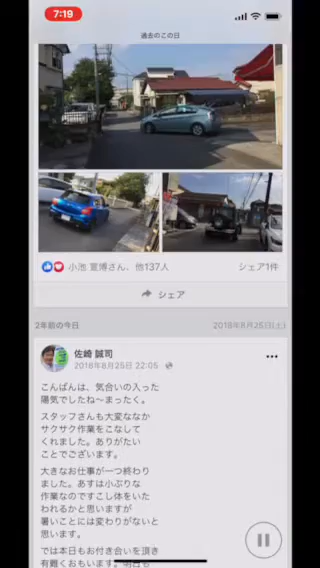 7:19
過去のこの日
小池 宣博さん、他137人
シェア1件
シェア
2年前の今日
2018年8月25日(土)
佐崎 誠司
2018年8月25日 22:05
こんばんは、気合いの入った
陽気でしたね〜まったく。
スタッフさんも大変ななか
サクサク作業をこなして
くれました。ありがたい
ことでございます。
大きなお仕事が一つ終わり
ました。あすは小ぶりな
作業なのですこし体をいた
われるかと思いますが
暑いことには変わりがないと
思います。
では本日もお付き合いを頂き
有難くおもいます。明日も